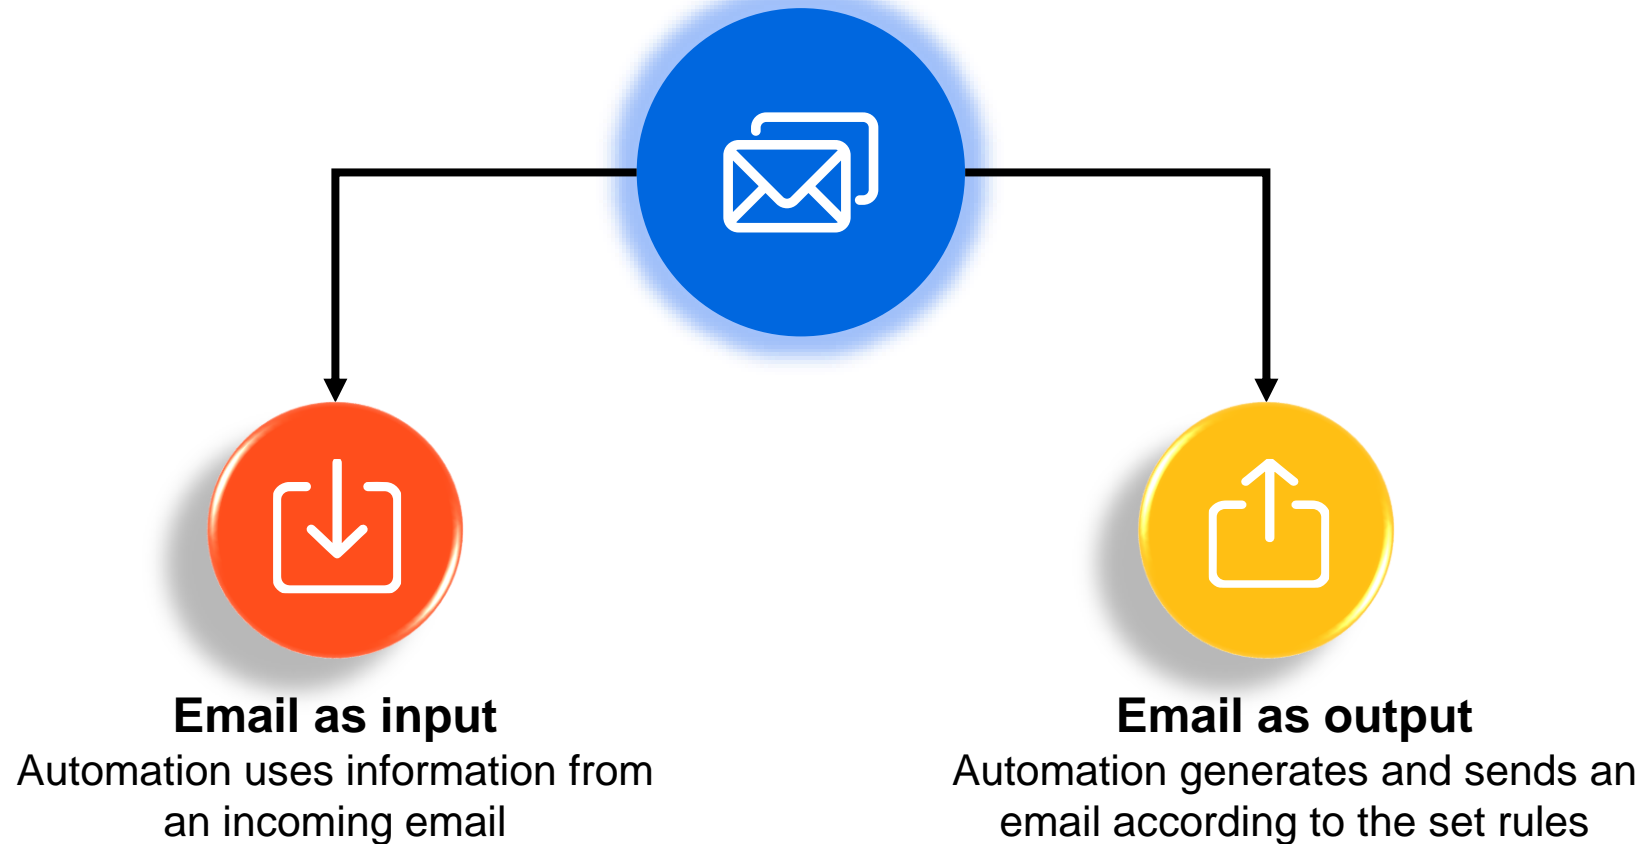 Email as input
Automation uses information from
an incoming email
Email as output
Automation generates and sends an
email according to the set rules